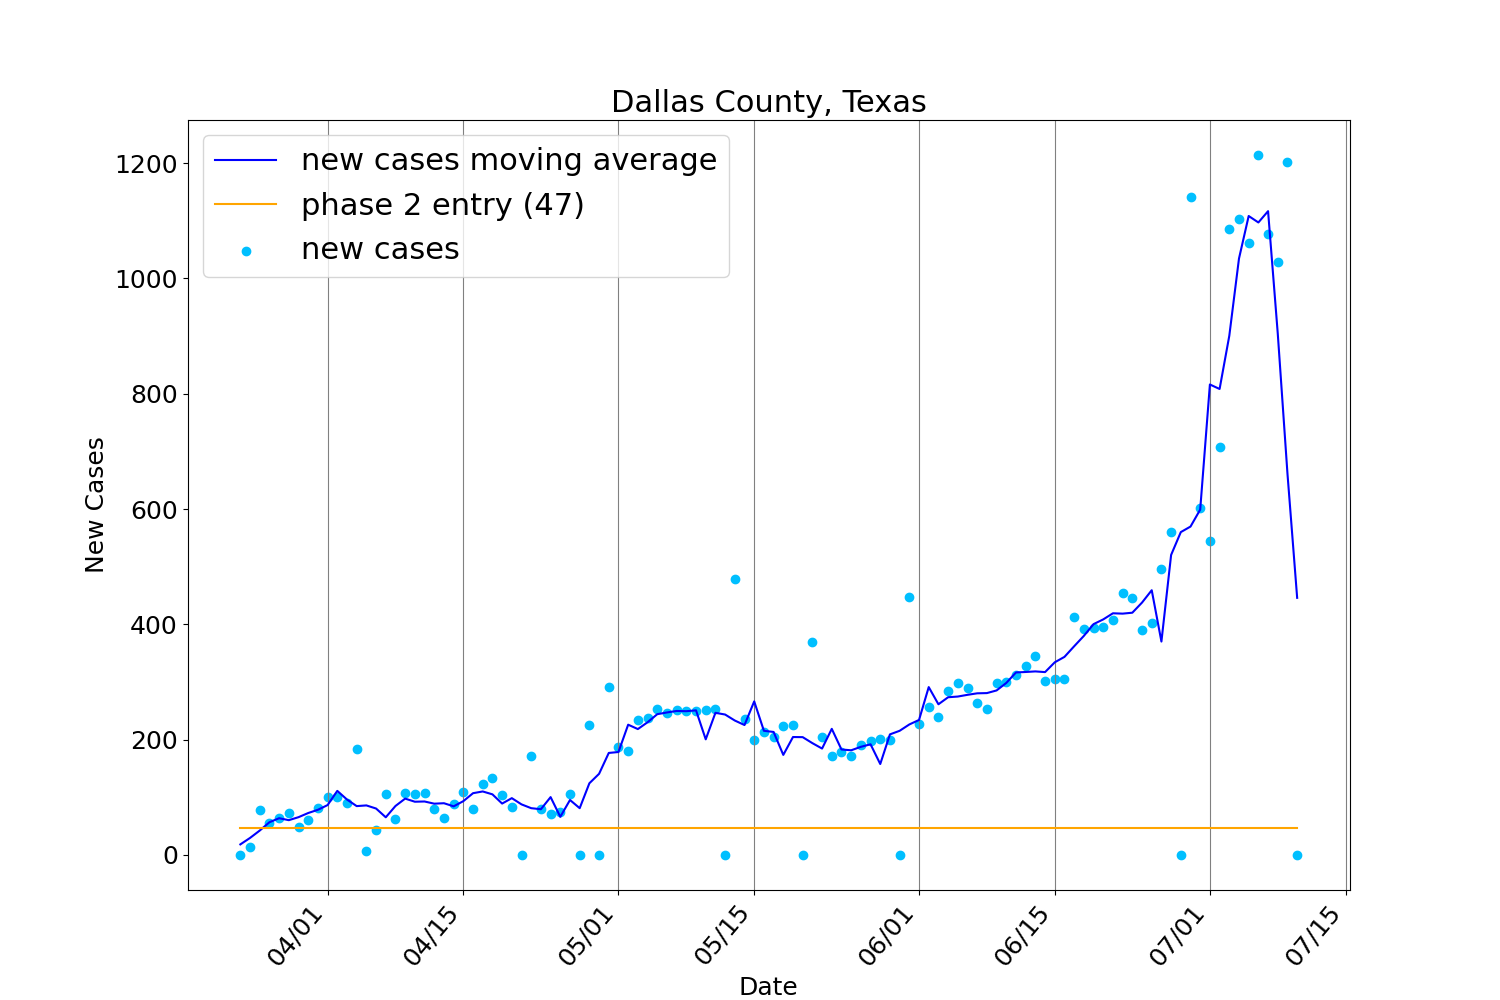 Dallas County, Texas
new cases moving average
phase 2 entry (47)
new cases
1200
1000
800
600
400
200
0
New Cases
04/01
04/15
05/01
05/15
06/01
06/15
07/01
07/15
Date